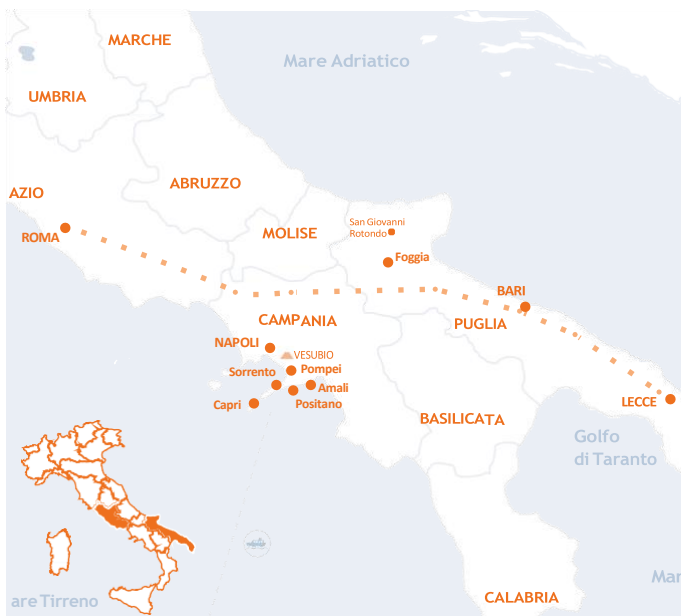 MARCHE
Mare Adriatico
UMBRIA
ABRUZZO
AZIO
San Giovanni
Rotondo
ROMA
MOLISE
Foggia
BARI
CAMPANIA
PUGLIA
NAPOLI
VESUBIO
Sorrento
Pompei
Amali
Capri
Positano
LECCE
BASILICATA
Golfo
di Taranto
Mar
CALABRIA
are Tirreno